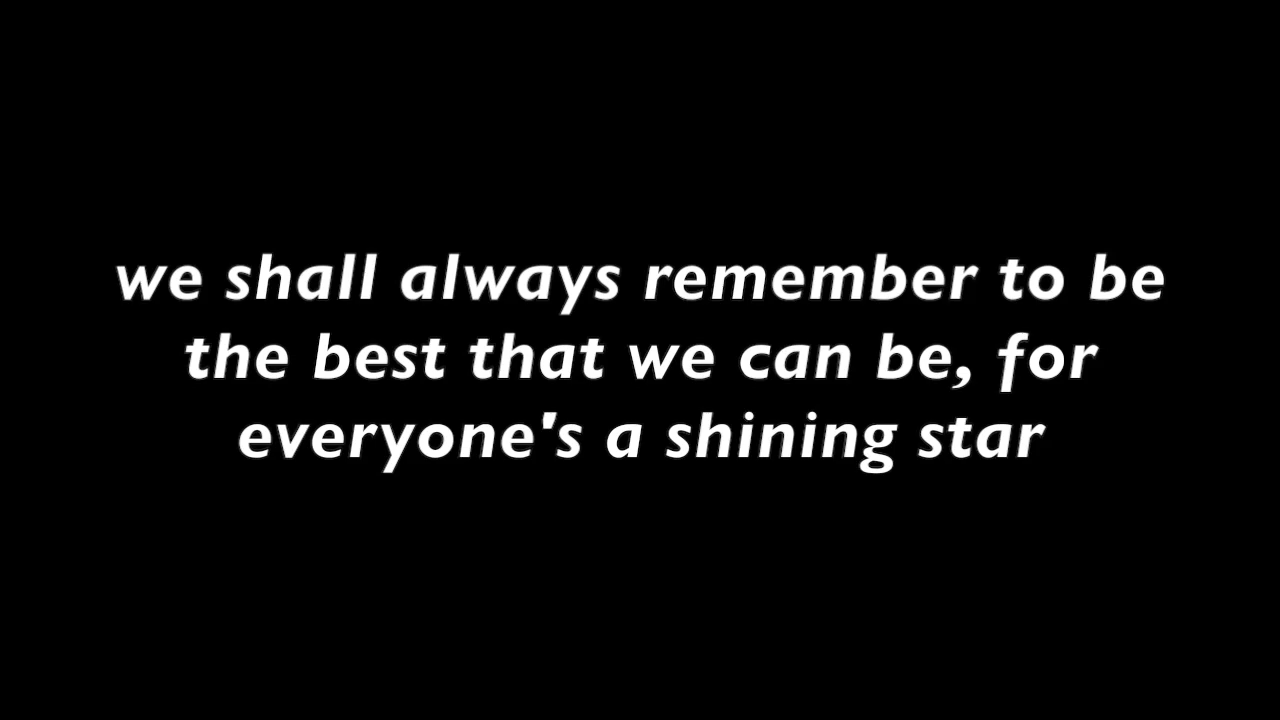 we shall always remember to be
the best that we can be, for
everyone's a shining star